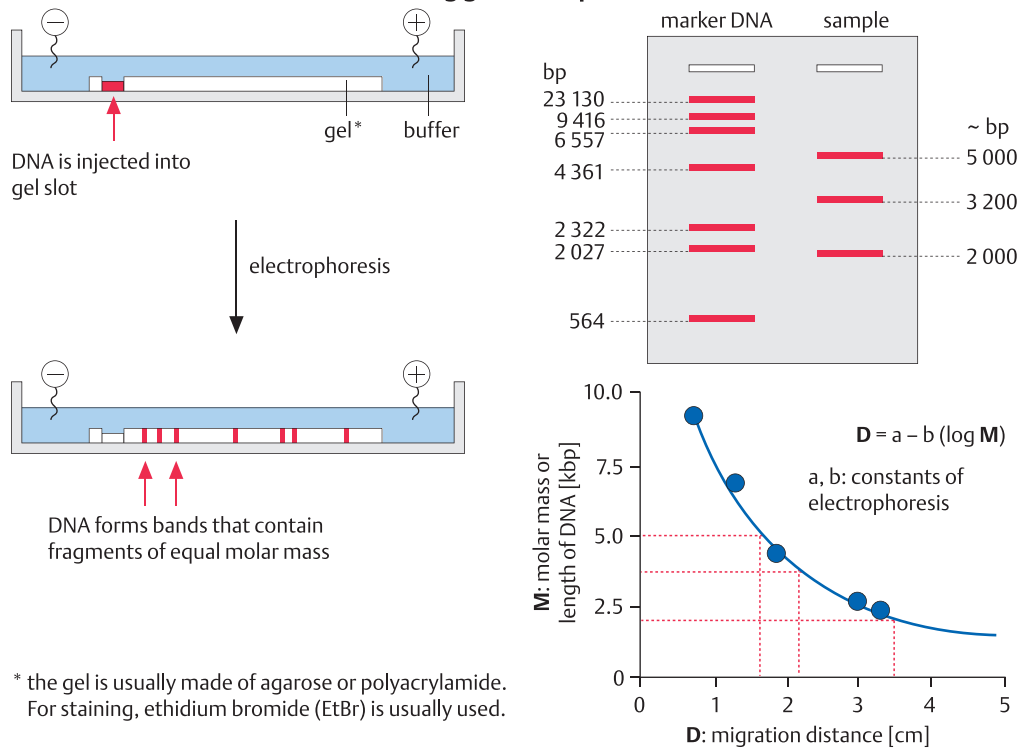 −
+
gel*
buffer
DNA is injected into
gel slot
electrophoresis
−
+
DNA forms bands that contain
fragments of equal molar mass
* the gel is usually made of agarose or polyacrylamide.
For staining, ethidium bromide (EtBr) is usually used.
marker DNA
sample
bp
23 130
9 416
6 557
4 361
2 322
2 027
564
~ bp
5 000
3 200
2 000
10.0
7.5
5.0
2.5
0
M: molar mass or
length of DNA [kbp]
D = a – b (log M)
a, b: constants of
electrophoresis
0 1 2 3 4 5
D: migration distance [cm]